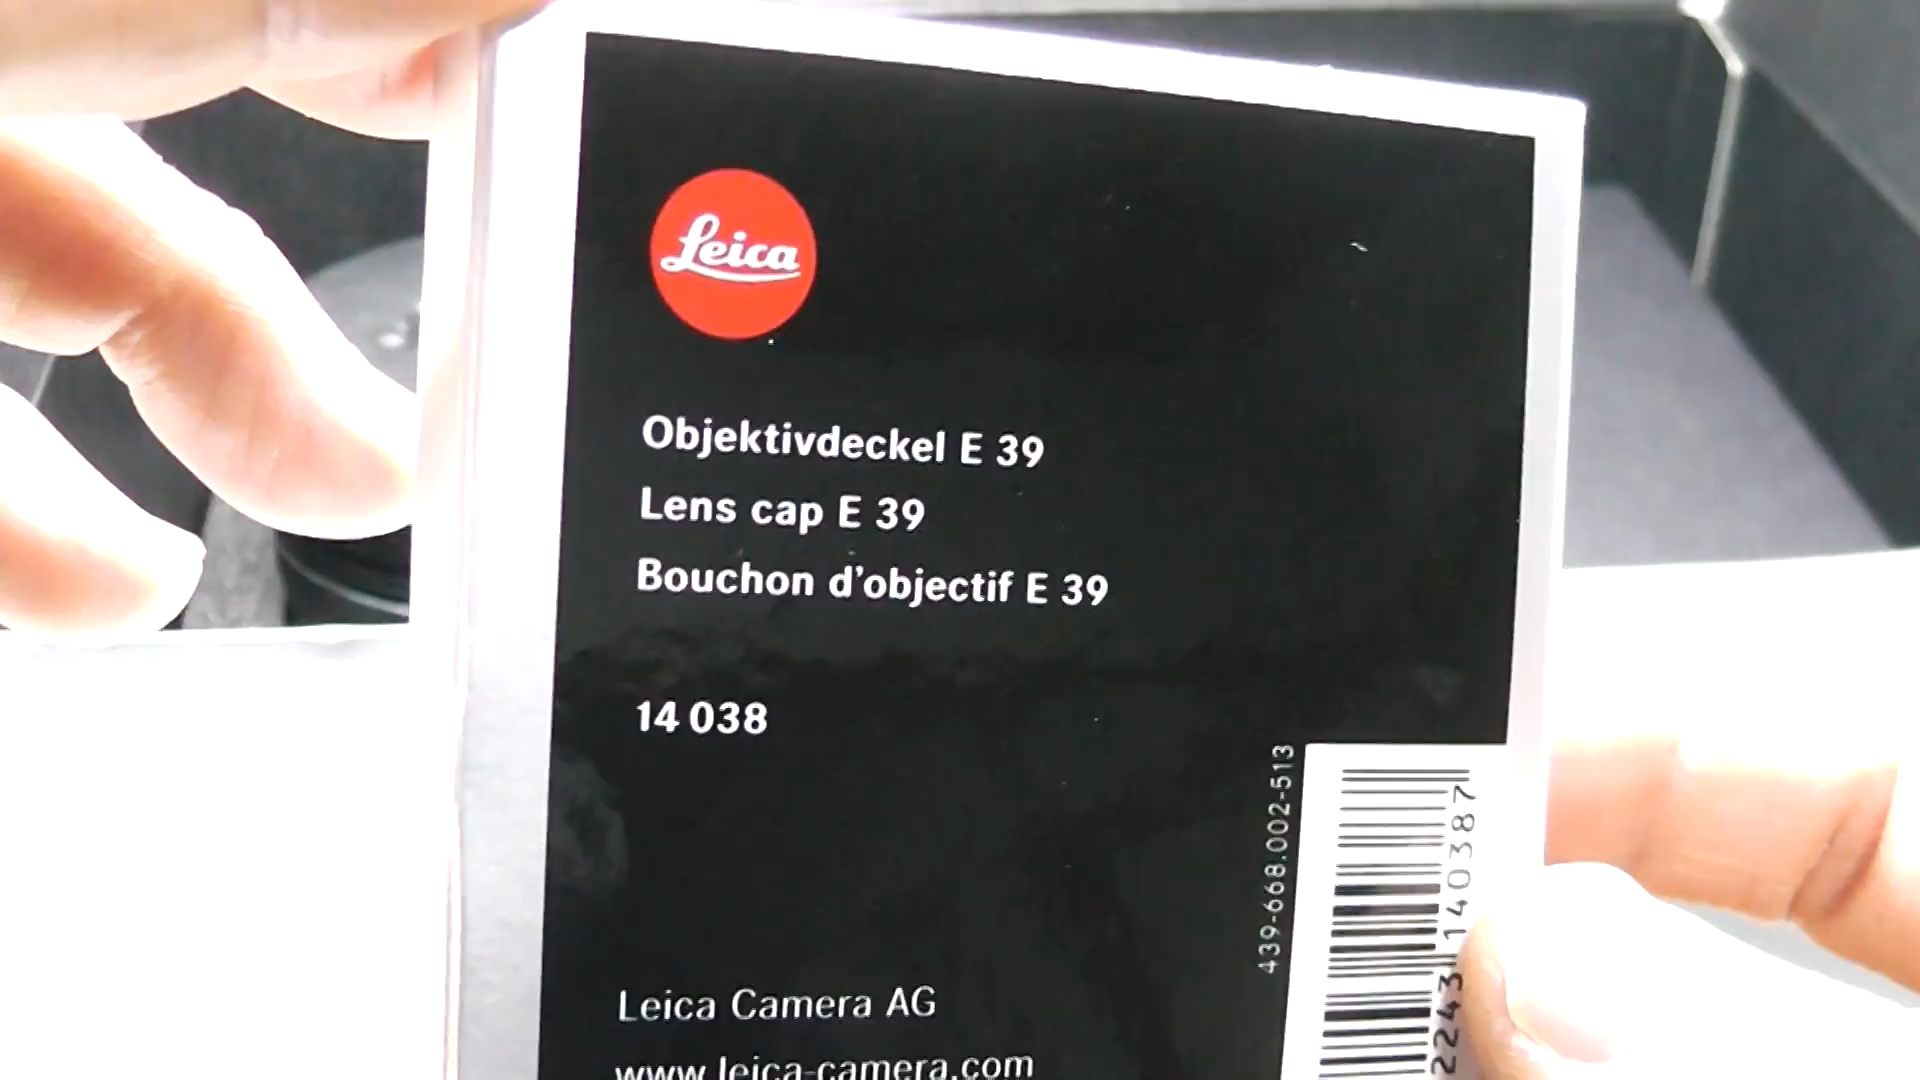 Leica
Objektivdeckel E 39
Lens cap E 39
Bouchon d'objectif E 39
14 038
439-668.002-513
2243 140387
Leica Camera AG
www.leica-camera.com